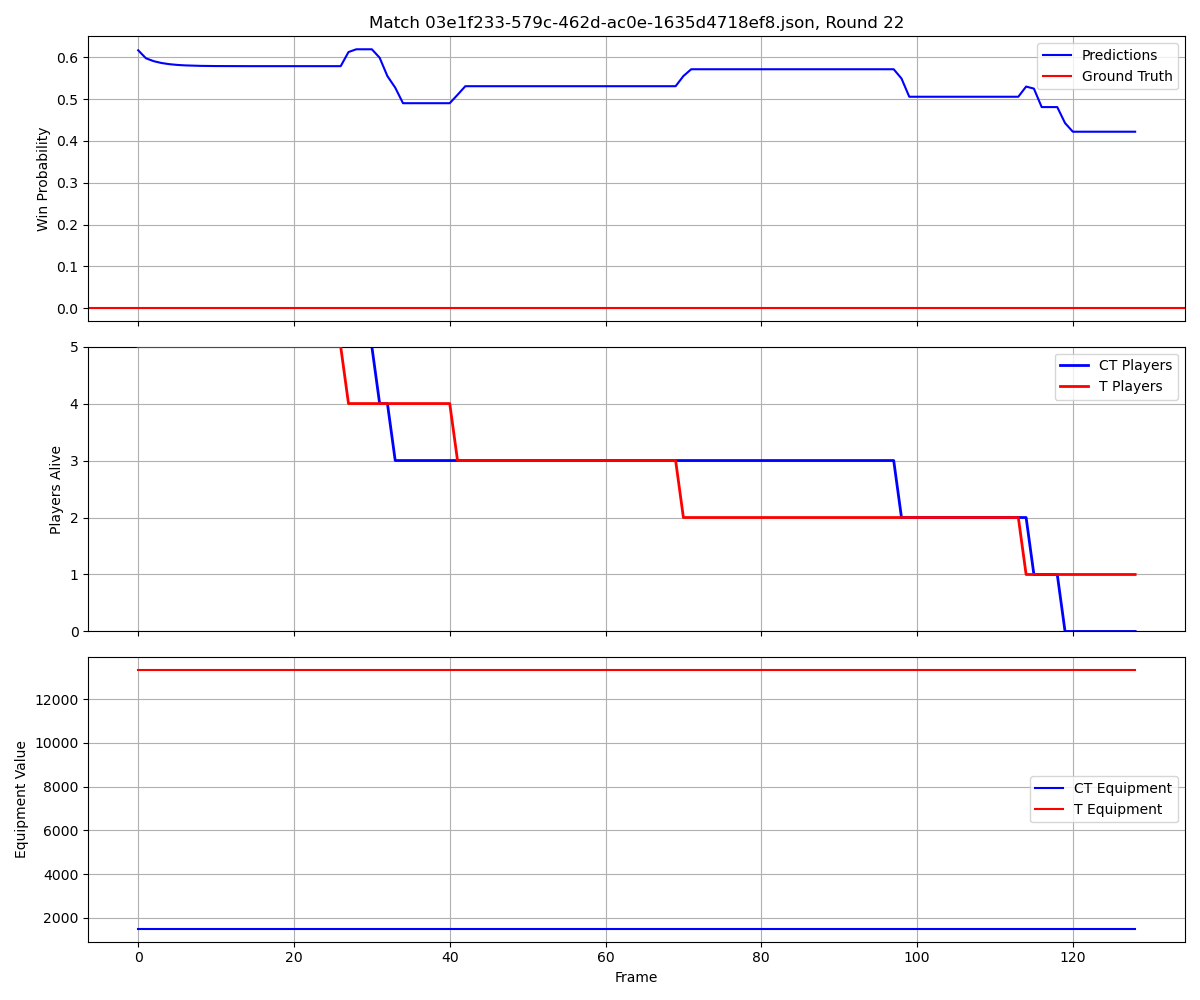 Match 03e1f233-579c-462d-ac0e-1635d4718ef8.json, Round 22
Win Probability
0.6
0.5
0.4
0.3
0.2
0.1
0.0
Predictions
Ground Truth
Players Alive
5
4
3
2
1
0
CT Players
T Players
Equipment Value
12000
10000
8000
6000
4000
2000
CT Equipment
T Equipment
0 20 40 60 80 100 120
Frame